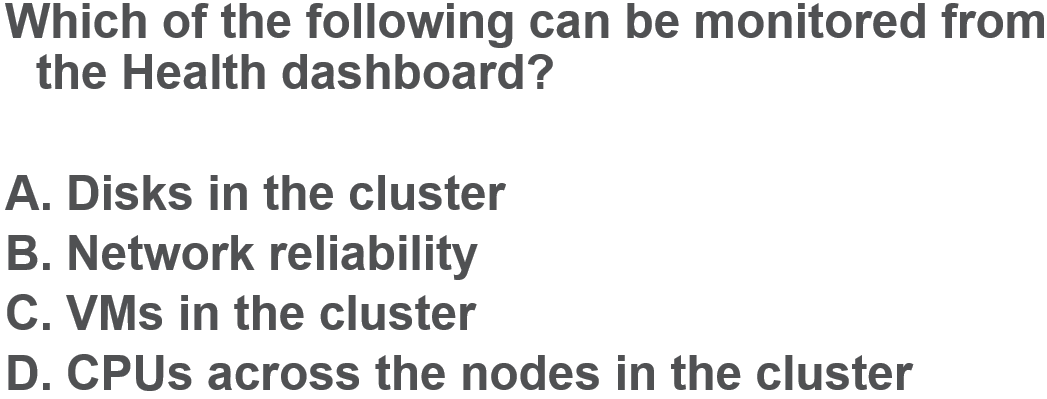 Which of the following can be monitored from
the Health dashboard?
A. Disks in the cluster
B. Network reliability
C. VMs in the cluster
D. CPUs across the nodes in the cluster